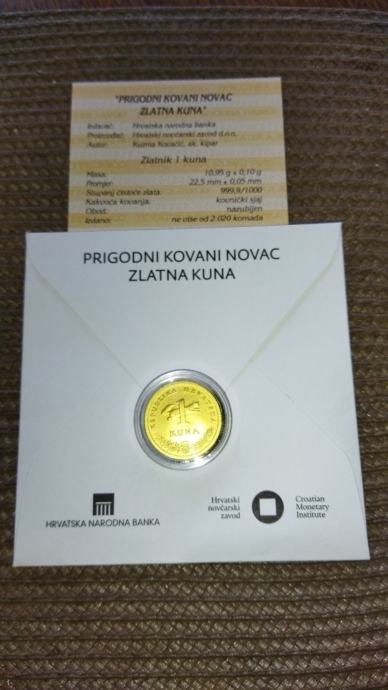 "PRIGODNI KOVANI NOVAC
ZLATNA KUNA"
Izdavač: Hrvatska narodna banka
Proizvođač: Hrvatski novčarski zavod d.o.o.
Autor: Kuzma Kovačić, ak. kipar
Zlatnik 1 kuna
Masa: 10,95 g ± 0,10 g
Promjer: 22,5 mm ± 0,05 mm
Stupanj čistoće zlata: 999,9/1000
Kakvoća kovanja: kovnički sjaj
Obod: nazubljen
Izdano: ne više od 2.020 komada
PRIGODNI KOVANI NOVAC
ZLATNA KUNA
REPUBLIKA HRVATSKA
1
KUNA
HRVATSKA NARODNA BANKA
Hrvatski
novčarski
zavod
Croatian
Monetary
Institute